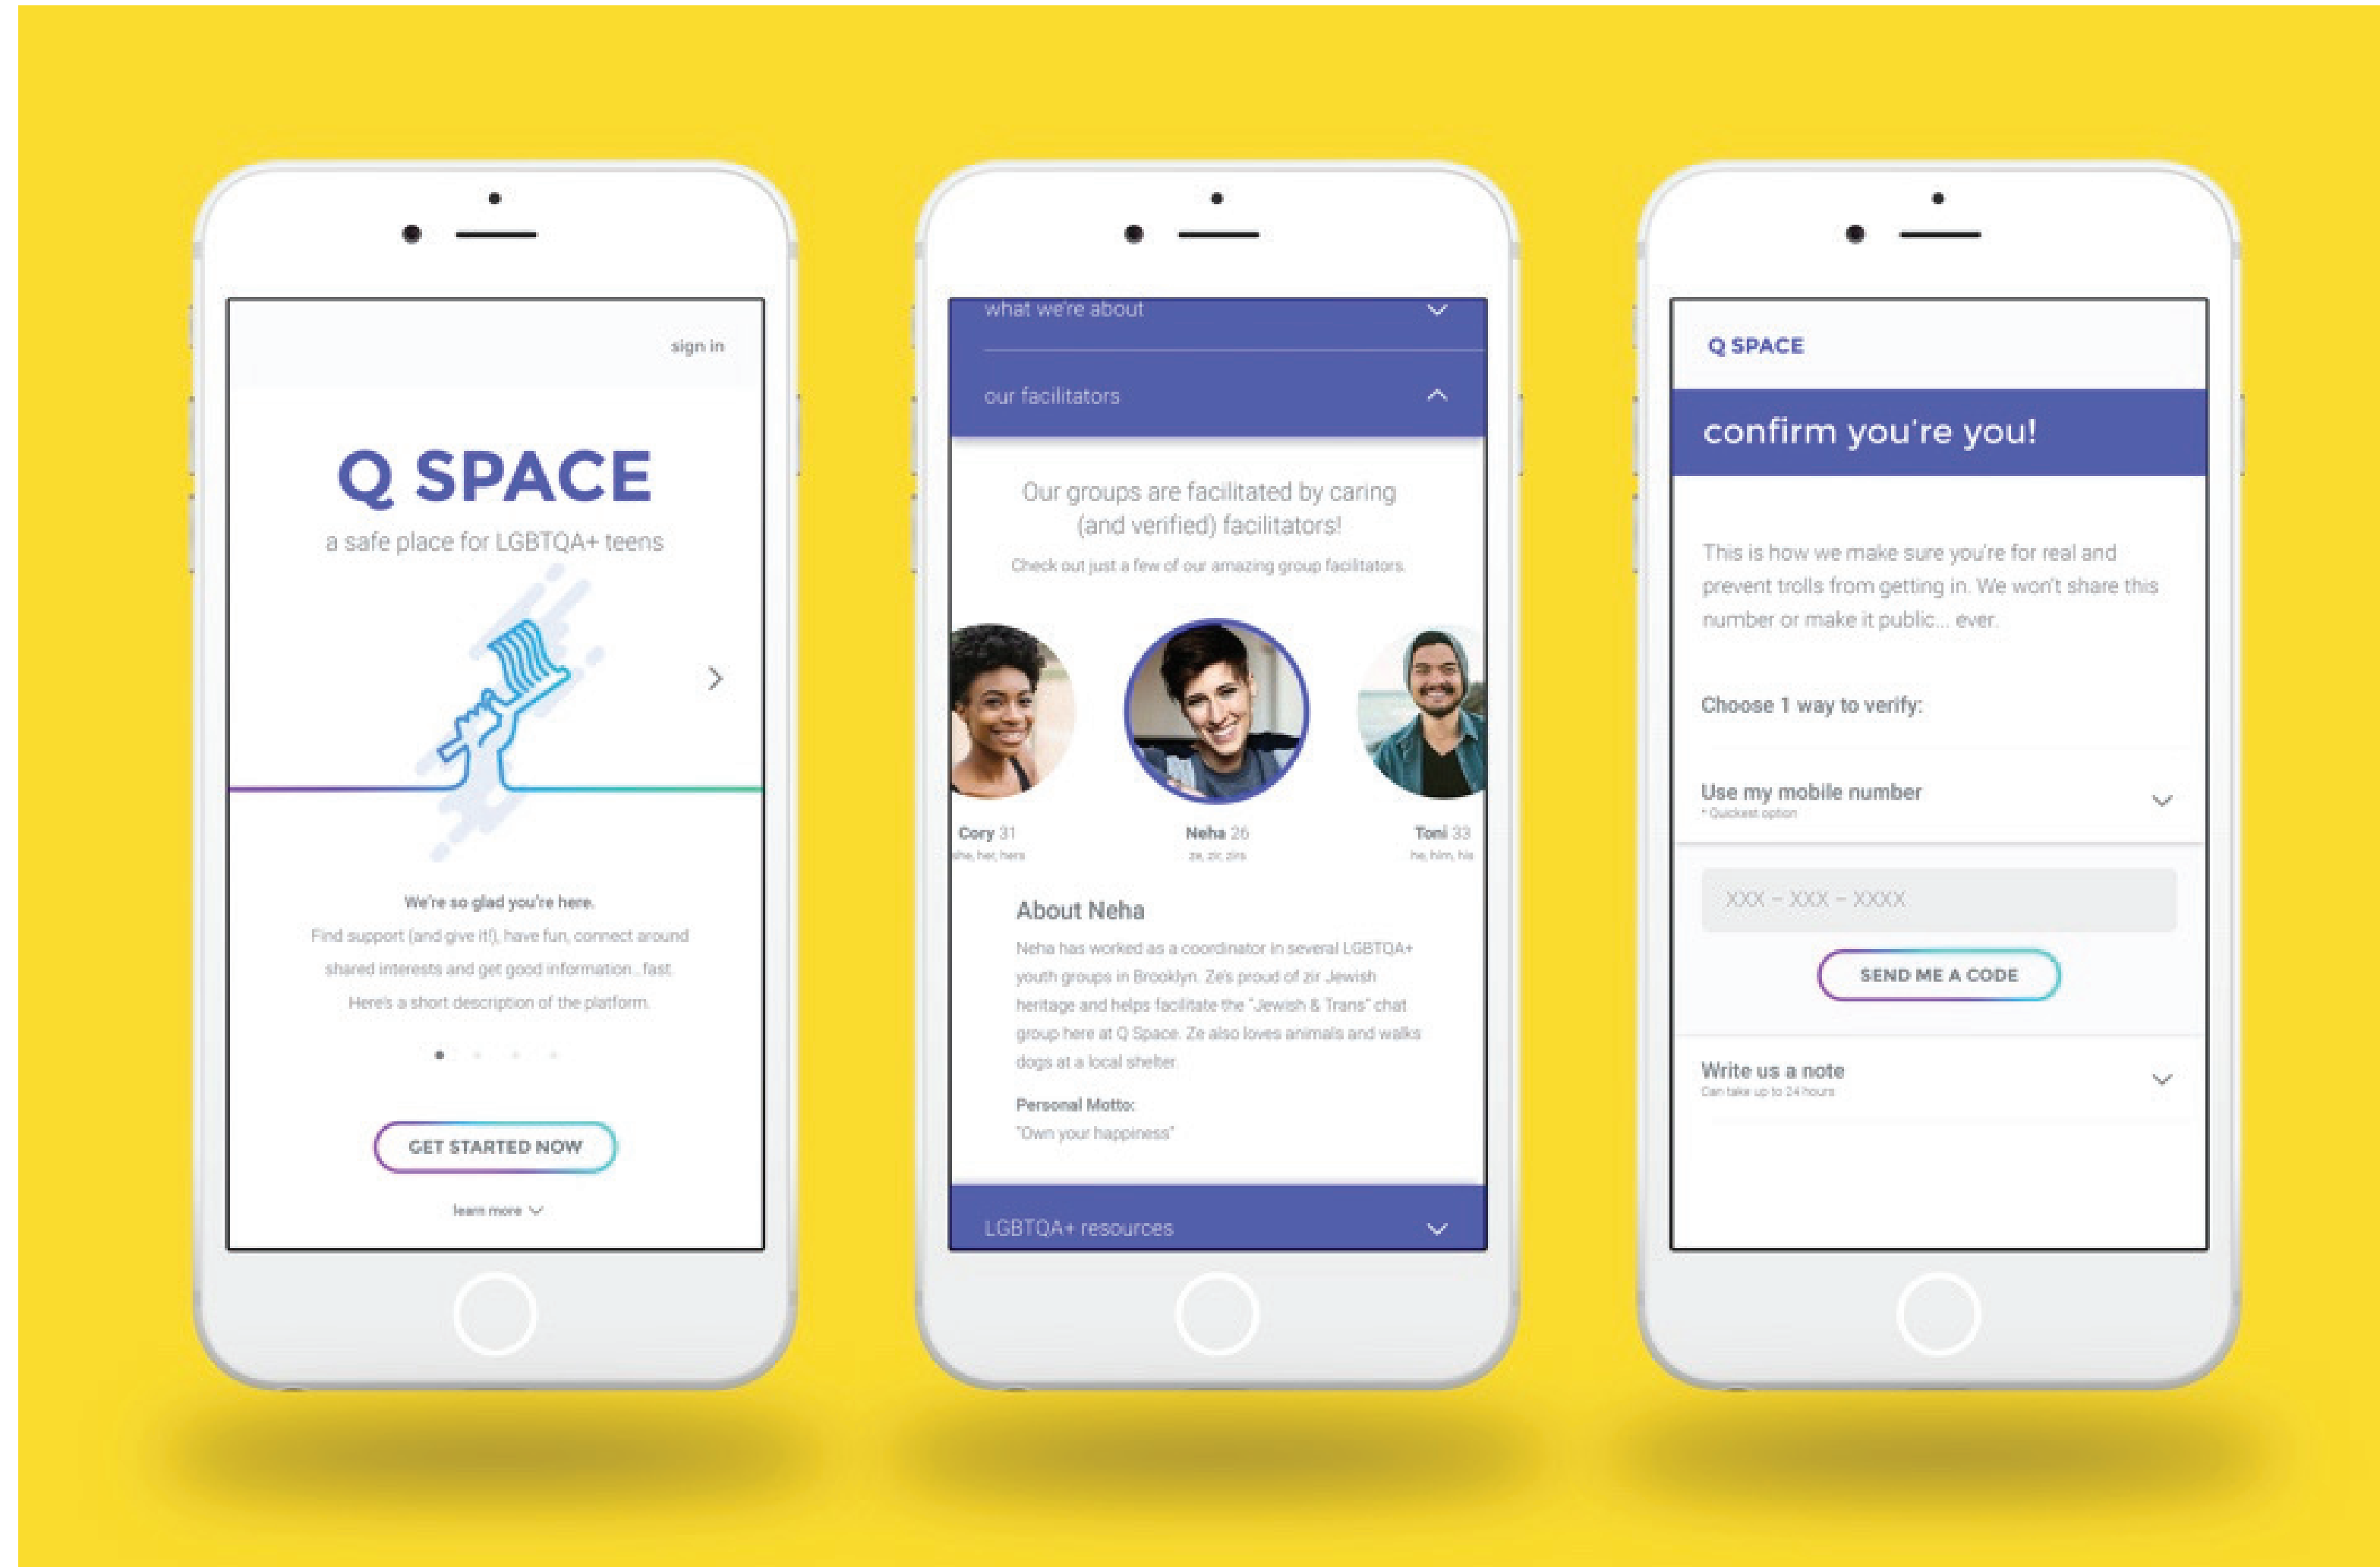 sign in
Q SPACE
a safe place for LGBTQA+ teens
We're so glad you're here.
Find support (and give it!), have fun, connect around
shared interests and get good information...fast.
Here's a short description of the platform.
GET STARTED NOW
learn more
what we're about
our facilitators
Our groups are facilitated by caring
(and verified) facilitators!
Check out just a few of our amazing group facilitators.
Cory 31
she, her, hers
Neha 26
ze, zir, zirs
Toni 33
he, him, his
About Neha
Neha has worked as a coordinator in several LGBTQA+
youth groups in Brooklyn. Ze's proud of zir Jewish
heritage and helps facilitate the "Jewish & Trans" chat
group here at Q Space. Ze also loves animals and walks
dogs at a local shelter.
Personal Motto:
"Own your happiness"
LGBTQA+ resources
Q SPACE
confirm you're you!
This is how we make sure you're for real and
prevent trolls from getting in. We won't share this
number or make it public... ever.
Choose 1 way to verify:
Use my mobile number
* Quickest option
XXX – XXX – XXXX
SEND ME A CODE
Write us a note
Can take up to 24 hours